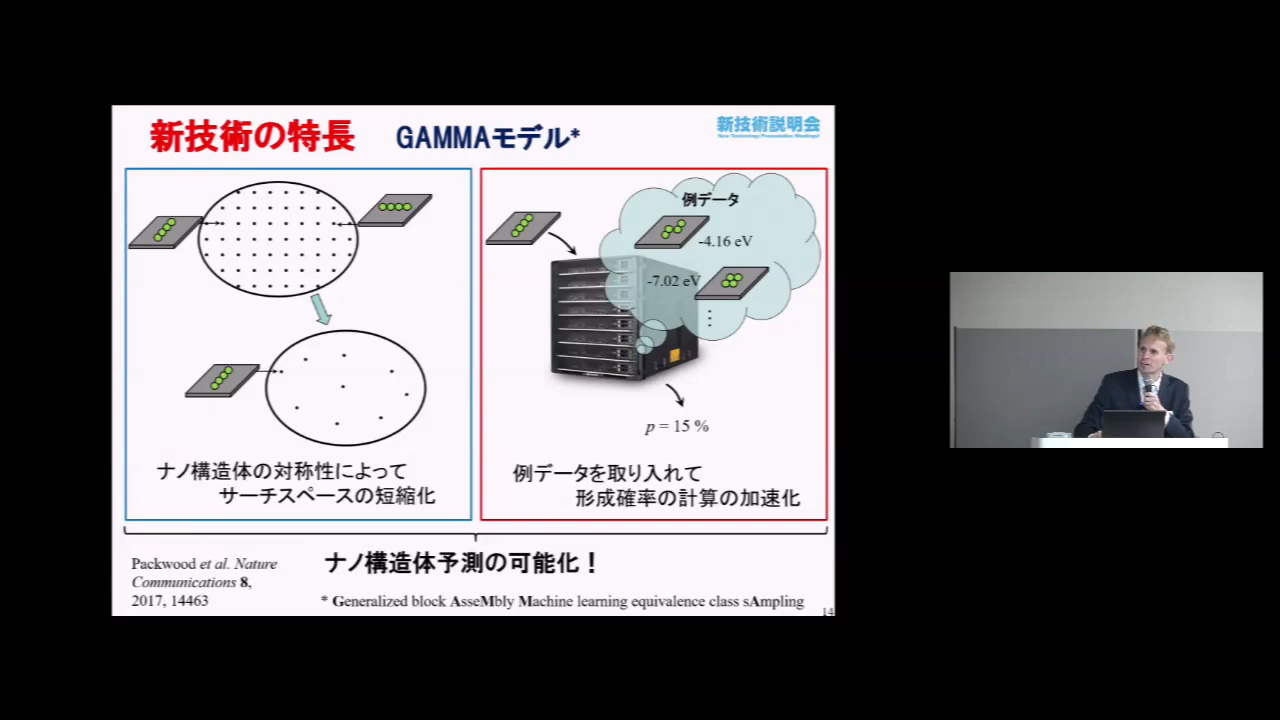 新技術の特長 GAMMAモデル*
新技術説明会
New Technology Presentation Meetings!
例データ
-4.16 eV
-7.02 eV
p = 15 %
ナノ構造体の対称性によって
サーチスペースの短縮化
例データを取り入れて
形成確率の計算の加速化
ナノ構造体予測の可能化！
Packwood et al. Nature
Communications 8,
2017, 14463
* Generalized block AsseMbly Machine learning equivalence class sAmpling
14